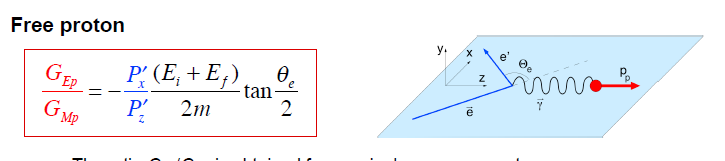 Free proton
G_Ep / G_Mp = − P′_x / P′_z (E_i + E_f) / 2m tan θ_e / 2
y
x
z
e'
Θ_e
e⃗
γ⃗
P_p